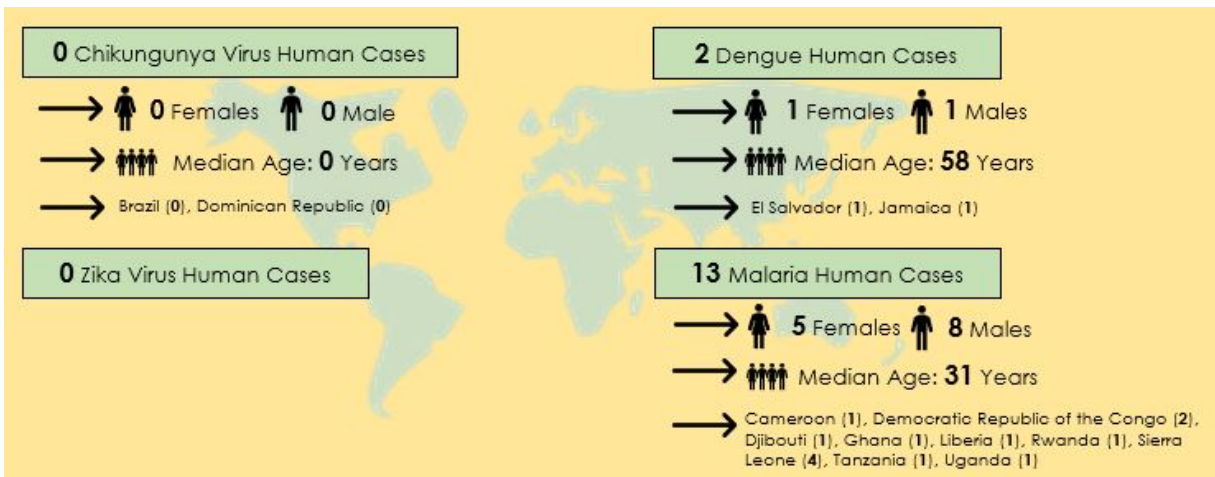 0 Chikungunya Virus Human Cases
0 Females 0 Male
Median Age: 0 Years
Brazil (0), Dominican Republic (0)
0 Zika Virus Human Cases
2 Dengue Human Cases
1 Females 1 Males
Median Age: 58 Years
El Salvador (1), Jamaica (1)
13 Malaria Human Cases
5 Females 8 Males
Median Age: 31 Years
Cameroon (1), Democratic Republic of the Congo (2),
Djibouti (1), Ghana (1), Liberia (1), Rwanda (1), Sierra
Leone (4), Tanzania (1), Uganda (1)